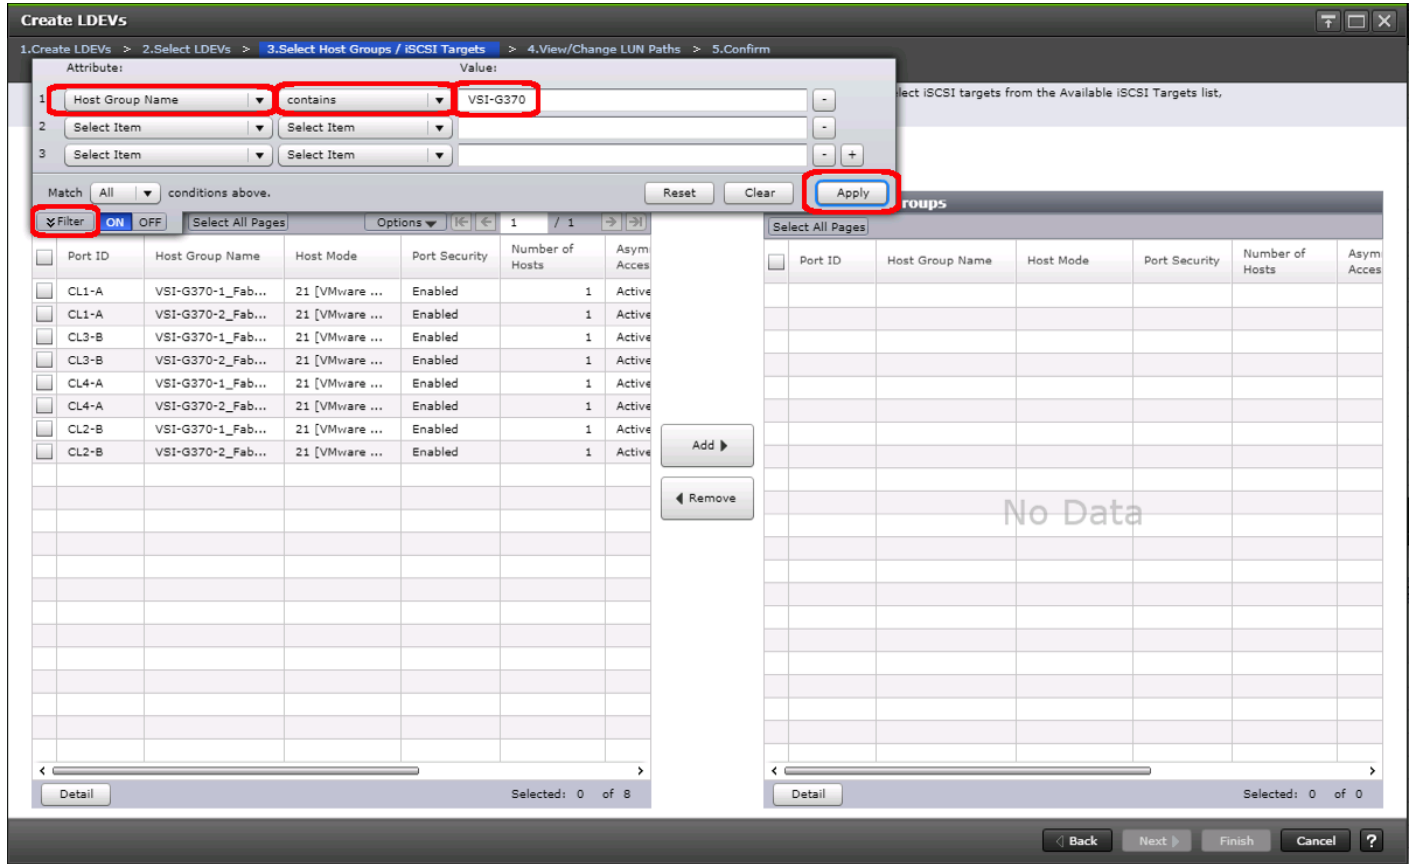 Create LDEVs
1.Create LDEVs > 2.Select LDEVs > 3.Select Host Groups / iSCSI Targets > 4.View/Change LUN Paths > 5.Confirm
Attribute: Value:
1 Host Group Name contains VSI-G370 -
lect iSCSI targets from the Available iSCSI Targets list,
2 Select Item Select Item -
3 Select Item Select Item - +
Match All conditions above. Reset Clear Apply
roups
Filter ON OFF Select All Pages Options 1 / 1
Select All Pages
Port ID Host Group Name Host Mode Port Security Number of Hosts Asym Acces
Port ID Host Group Name Host Mode Port Security Number of Hosts Asym Acces
CL1-A VSI-G370-1_Fab... 21 [VMware ... Enabled 1 Active
CL1-A VSI-G370-2_Fab... 21 [VMware ... Enabled 1 Active
CL3-B VSI-G370-1_Fab... 21 [VMware ... Enabled 1 Active
CL3-B VSI-G370-2_Fab... 21 [VMware ... Enabled 1 Active
CL4-A VSI-G370-1_Fab... 21 [VMware ... Enabled 1 Active
CL4-A VSI-G370-2_Fab... 21 [VMware ... Enabled 1 Active
CL2-B VSI-G370-1_Fab... 21 [VMware ... Enabled 1 Active
CL2-B VSI-G370-2_Fab... 21 [VMware ... Enabled 1 Active
Add
Remove
No Data
Detail Selected: 0 of 8
Detail Selected: 0 of 0
Back Next Finish Cancel ?